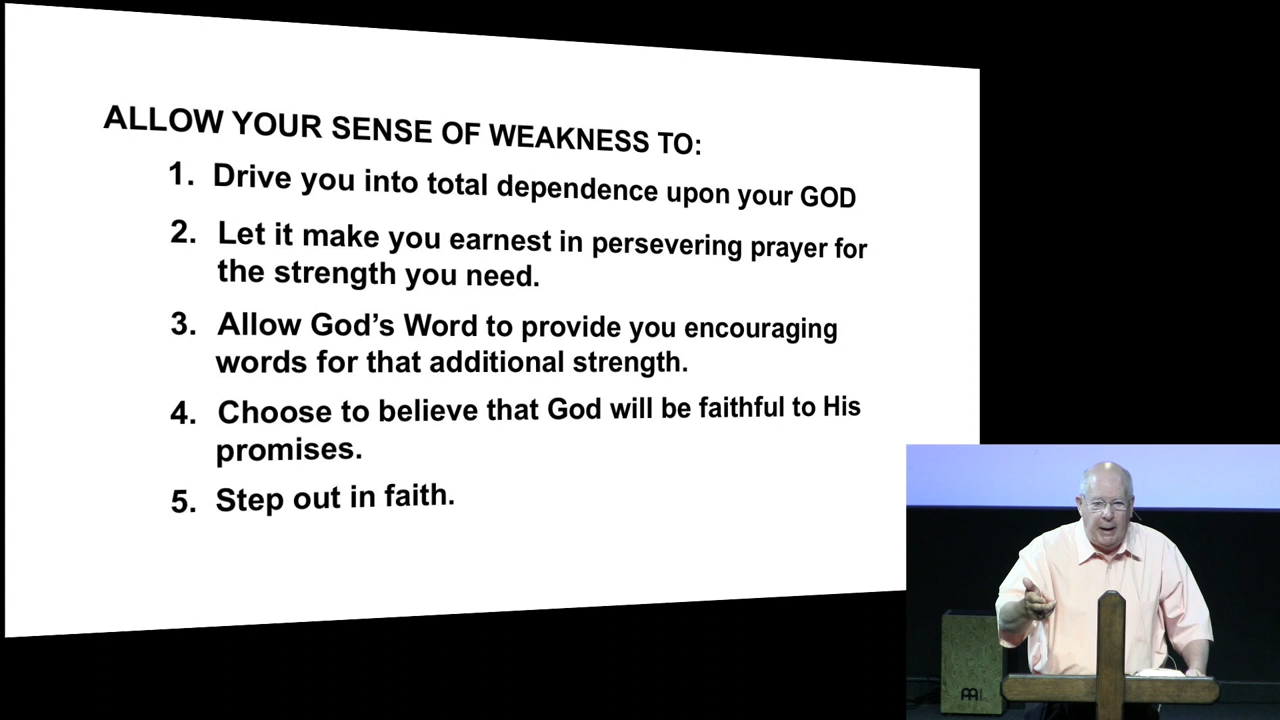 ALLOW YOUR SENSE OF WEAKNESS TO:
1. Drive you into total dependence upon your GOD
2. Let it make you earnest in persevering prayer for
the strength you need.
3. Allow God’s Word to provide you encouraging
words for that additional strength.
4. Choose to believe that God will be faithful to His
promises.
5. Step out in faith.